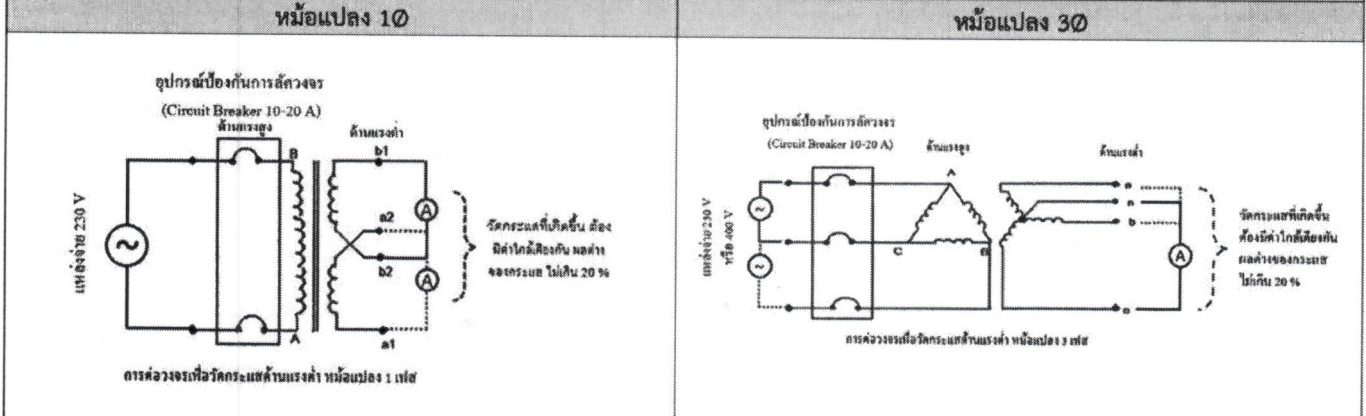 หม้อแปลง 1Ø
อุปกรณ์ป้องกันการลัดวงจร
(Circuit Breaker 10-20 A)
ด้านแรงสูง
ด้านแรงต่ำ
B
b1
A
a2
แหล่งจ่าย 230 V
~
b2
A
A
a1
วัดกระแสที่เกิดขึ้น ต้อง
มีค่าใกล้เคียงกัน ผลต่าง
ของกระแส ไม่เกิน 20 %
การต่อวงจรเพื่อวัดกระแสด้านแรงต่ำ หม้อแปลง 1 เฟส
หม้อแปลง 3Ø
อุปกรณ์ป้องกันการลัดวงจร
(Circuit Breaker 10-20 A)
ด้านแรงสูง
ด้านแรงต่ำ
A
n
b
แหล่งจ่าย 230 V
หรือ 400 V
~
~
C
B
A
วัดกระแสที่เกิดขึ้น
ต้องมีค่าใกล้เคียงกัน
ผลต่างของกระแส
ไม่เกิน 20 %
การต่อวงจรเพื่อวัดกระแสด้านแรงต่ำ หม้อแปลง 3 เฟส